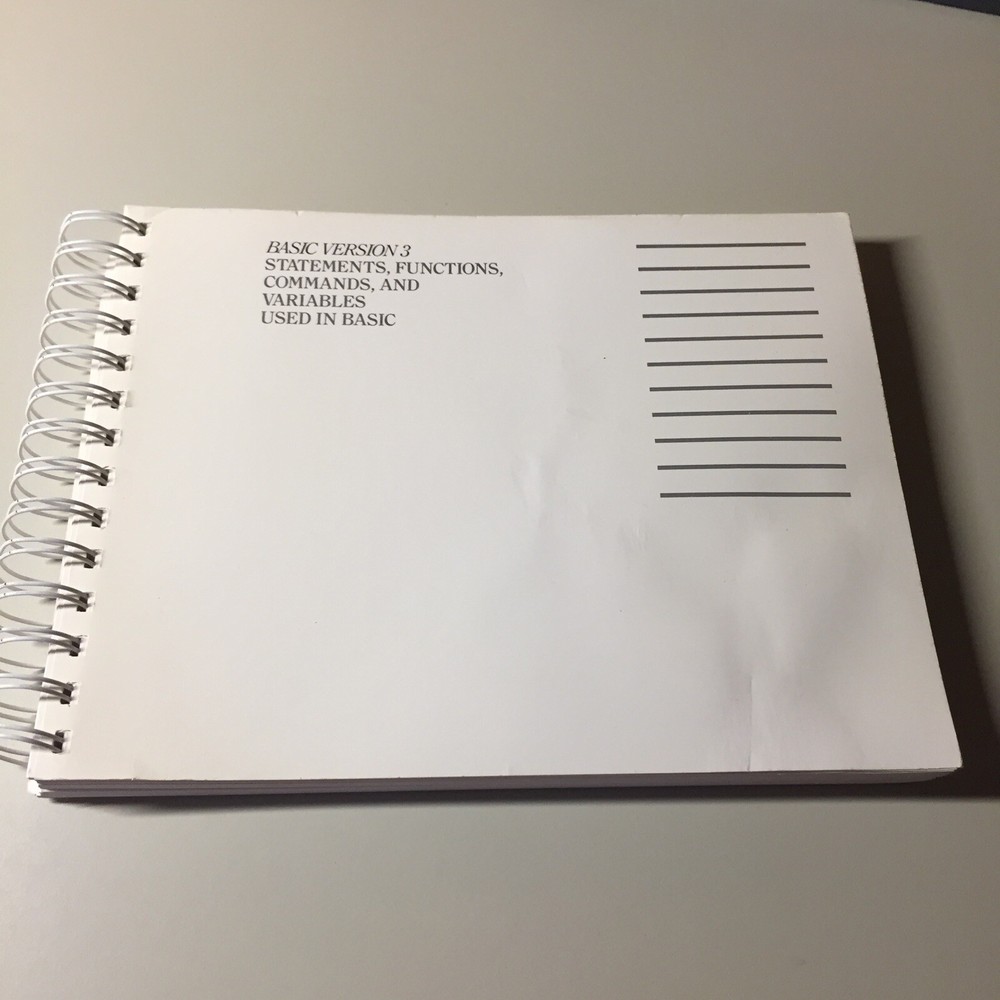 BASIC VERSION 3
STATEMENTS, FUNCTIONS,
COMMANDS, AND
VARIABLES
USED IN BASIC